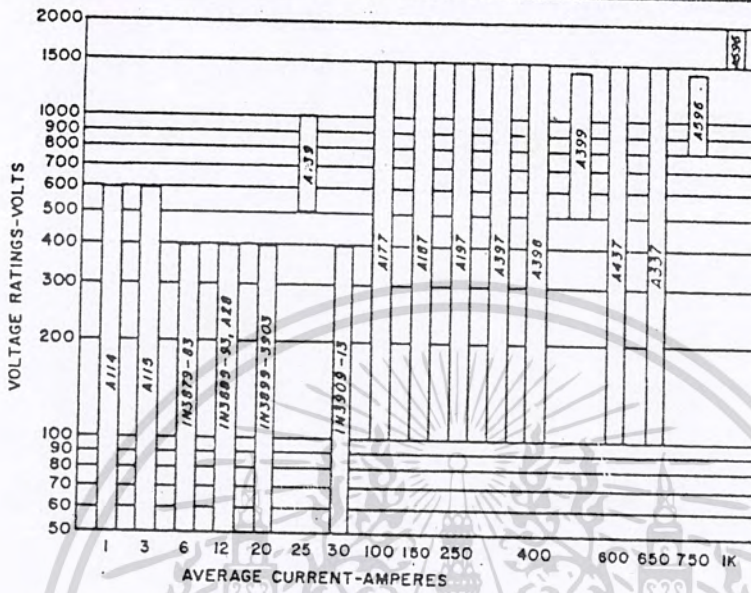 2000
1500
1000
900
800
700
600
500
400
300
200
100
90
80
70
60
50
VOLTAGE RATINGS-VOLTS
A114
A115
1N3879-83
1N3889-93, A28
1N3899-3903
1N3909-13
A177
A187
A197
A397
A398
A399
A437
A596
A596
1 3 6 12 20 25 30 100 150 250 400 600 650 750 1K
AVERAGE CURRENT-AMPERES